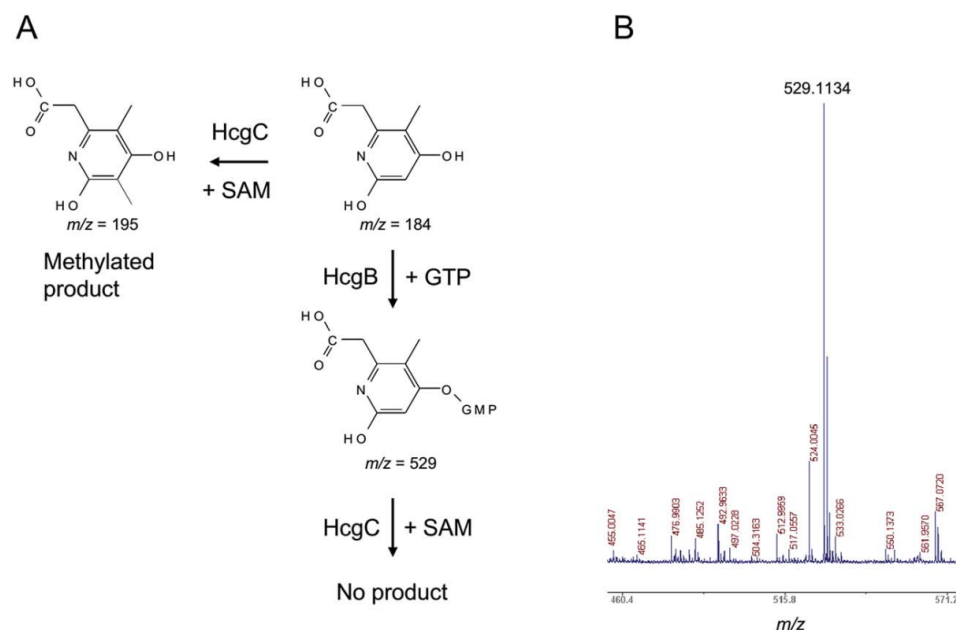 A
B
HO
C
O
N
HO
OH
m/z = 195
Methylated
product
HcgC
+ SAM
HO
C
O
N
HO
OH
m/z = 184
HcgB
+ GTP
HO
C
O
N
HO
O
GMP
m/z = 529
HcgC
+ SAM
No product
529.1134
455.0047
465.1141
476.9903
485.1252
492.9633
497.0228
504.3163
512.9959
517.0557
524.0045
533.0266
550.1373
561.9570
567.0720
460.4
515.8
571.2
m/z